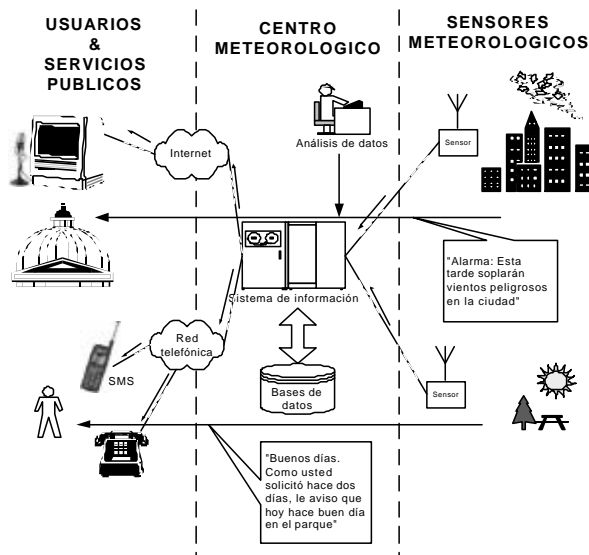 USUARIOS
&
SERVICIOS
PUBLICOS
CENTRO
METEOROLOGICO
SENSORES
METEOROLOGICOS
Internet
Análisis de datos
Sensor
"Alarma: Esta
tarde soplarán
vientos peligrosos
en la ciudad"
Sistema de información
Red
telefónica
SMS
Bases de
datos
Sensor
"Buenos días.
Como usted
solicitó hace dos
días, le aviso que
hoy hace buen día
en el parque"